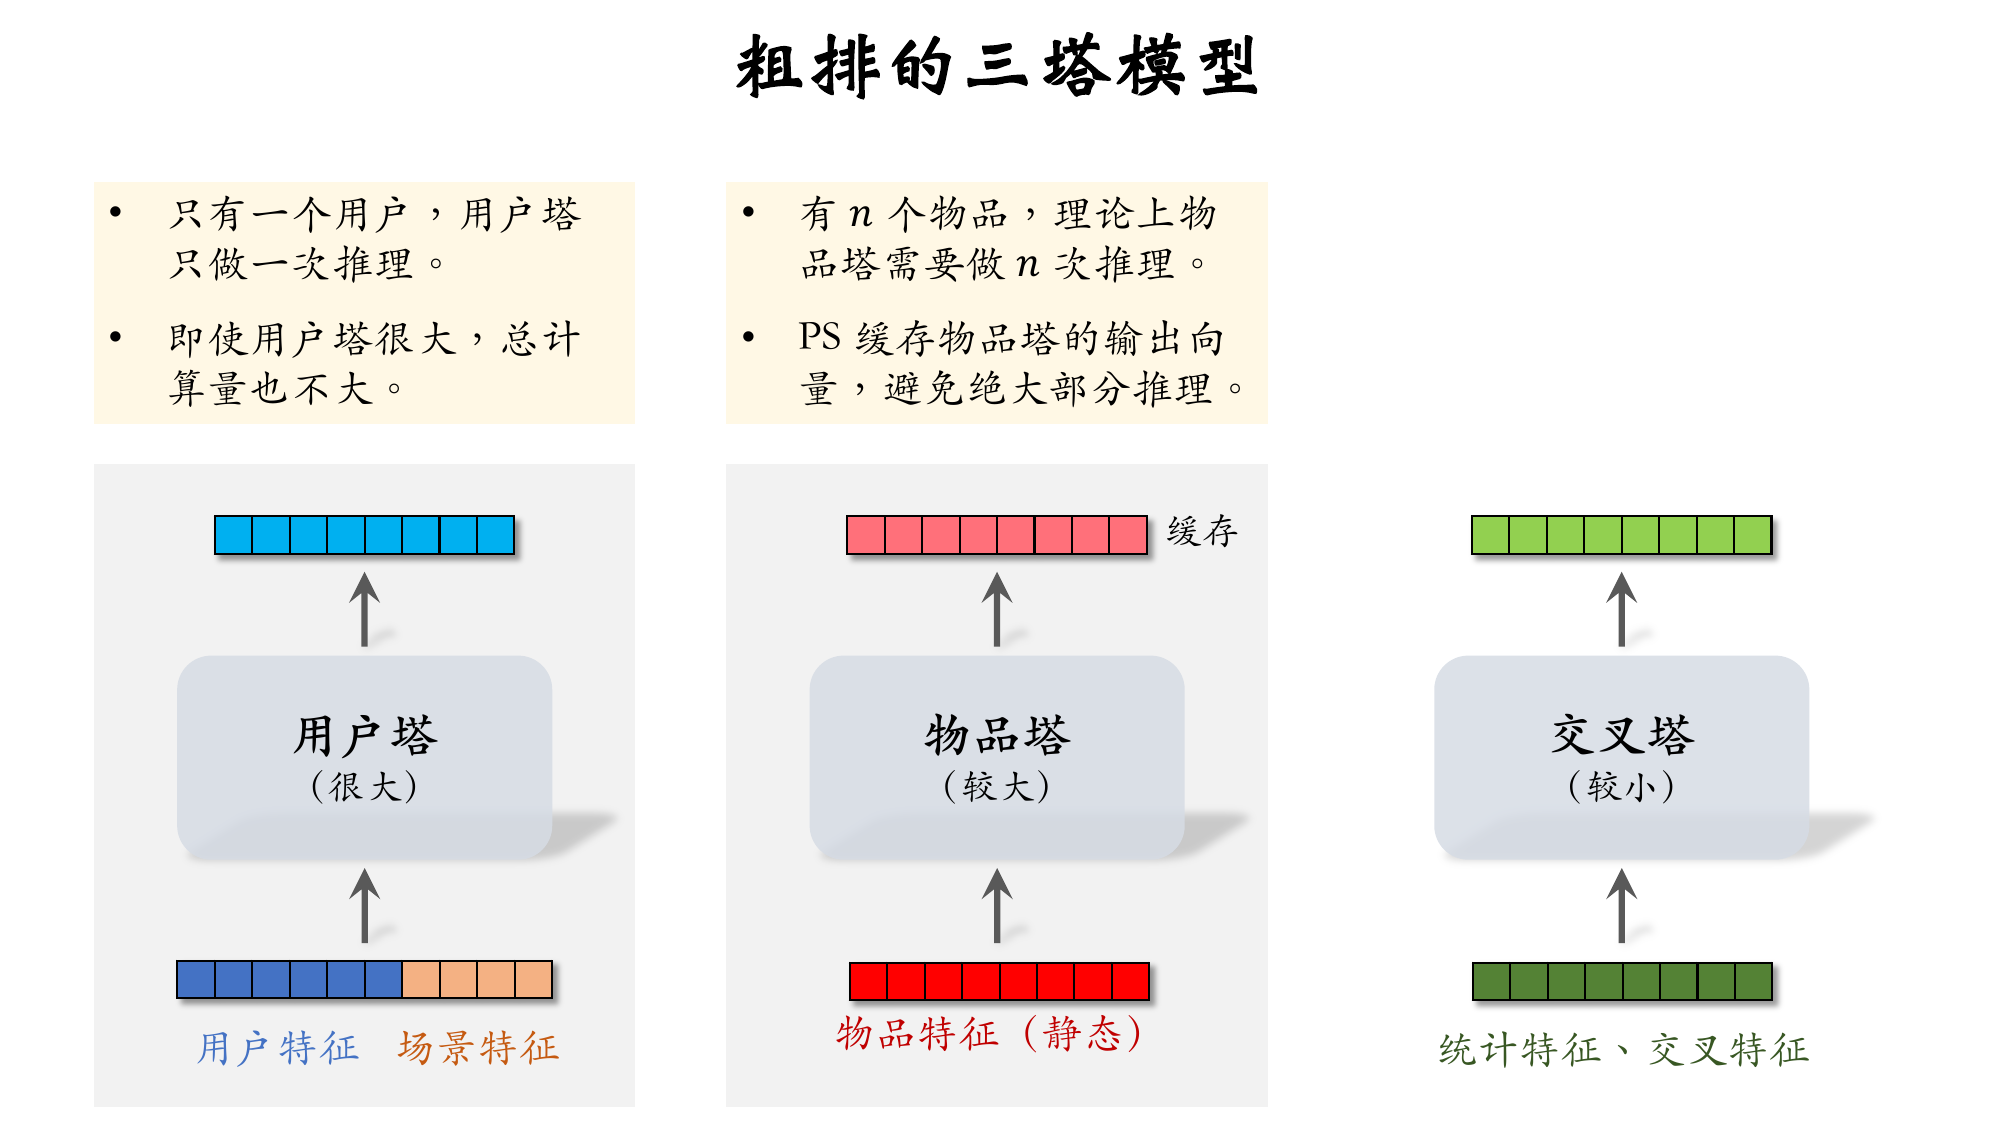 粗排的三塔模型
• 只有一个用户，用户塔
只做一次推理。
• 即使用户塔很大，总计
算量也不大。
• 有 n 个物品，理论上物
品塔需要做 n 次推理。
• PS 缓存物品塔的输出向
量，避免绝大部分推理。
缓存
用户塔
（很大）
物品塔
（较大）
交叉塔
（较小）
用户特征 场景特征
物品特征（静态）
统计特征、交叉特征